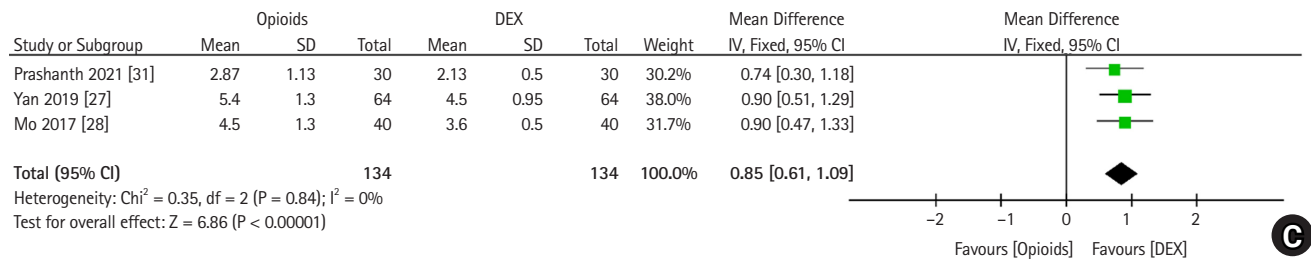 Opioids DEX Mean Difference Mean Difference
Study or Subgroup Mean SD Total Mean SD Total Weight IV, Fixed, 95% CI IV, Fixed, 95% CI
Prashanth 2021 [31] 2.87 1.13 30 2.13 0.5 30 30.2% 0.74 [0.30, 1.18]
Yan 2019 [27] 5.4 1.3 64 4.5 0.95 64 38.0% 0.90 [0.51, 1.29]
Mo 2017 [28] 4.5 1.3 40 3.6 0.5 40 31.7% 0.90 [0.47, 1.33]
Total (95% CI) 134 134 100.0% 0.85 [0.61, 1.09]
Heterogeneity: Chi² = 0.35, df = 2 (P = 0.84); I² = 0%
Test for overall effect: Z = 6.86 (P < 0.00001)
−2 −1 0 1 2
Favours [Opioids] Favours [DEX]
C